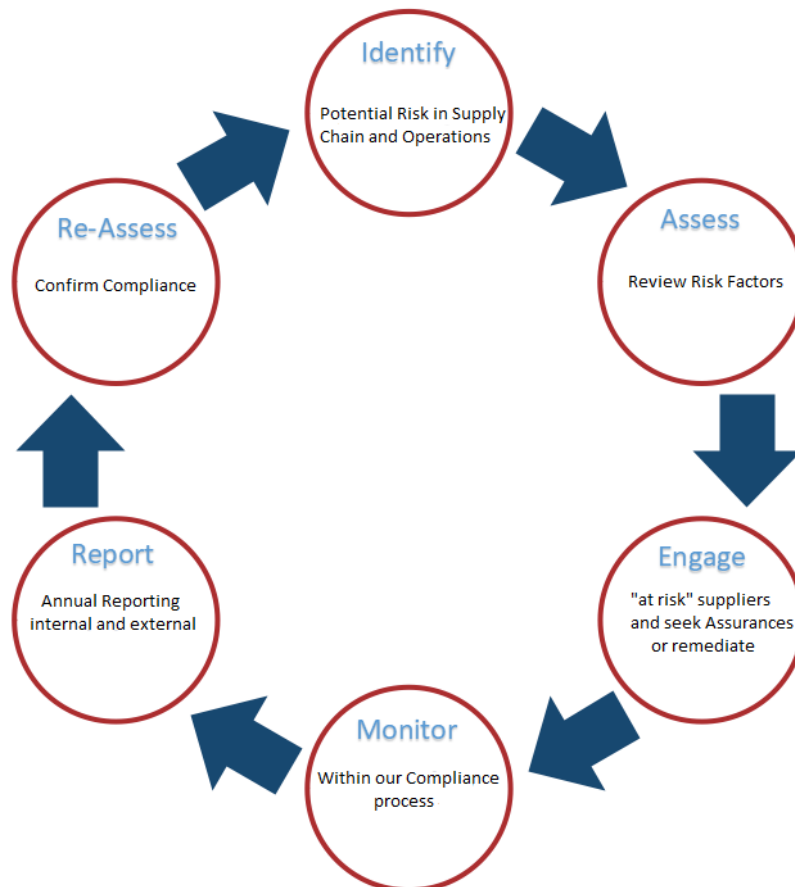 Identify
Potential Risk in Supply
Chain and Operations
Assess
Review Risk Factors
Engage
"at risk" suppliers
and seek Assurances
or remediate
Monitor
Within our Compliance
process
Report
Annual Reporting
internal and external
Re-Assess
Confirm Compliance